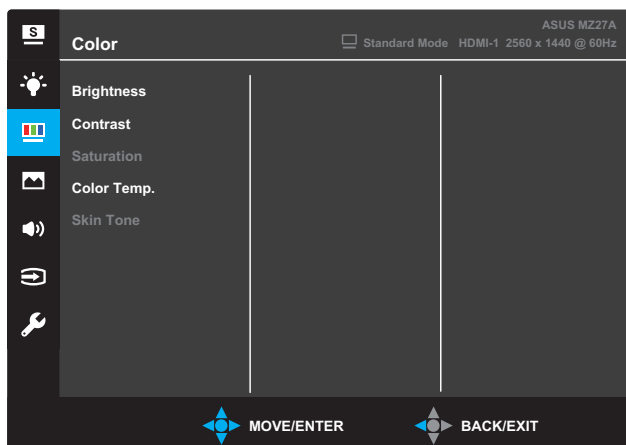 S
ASUS MZ27A
Color
Standard Mode HDMI-1 2560 x 1440 @ 60Hz
Brightness
Contrast
Saturation
Color Temp.
Skin Tone
MOVE/ENTER
BACK/EXIT